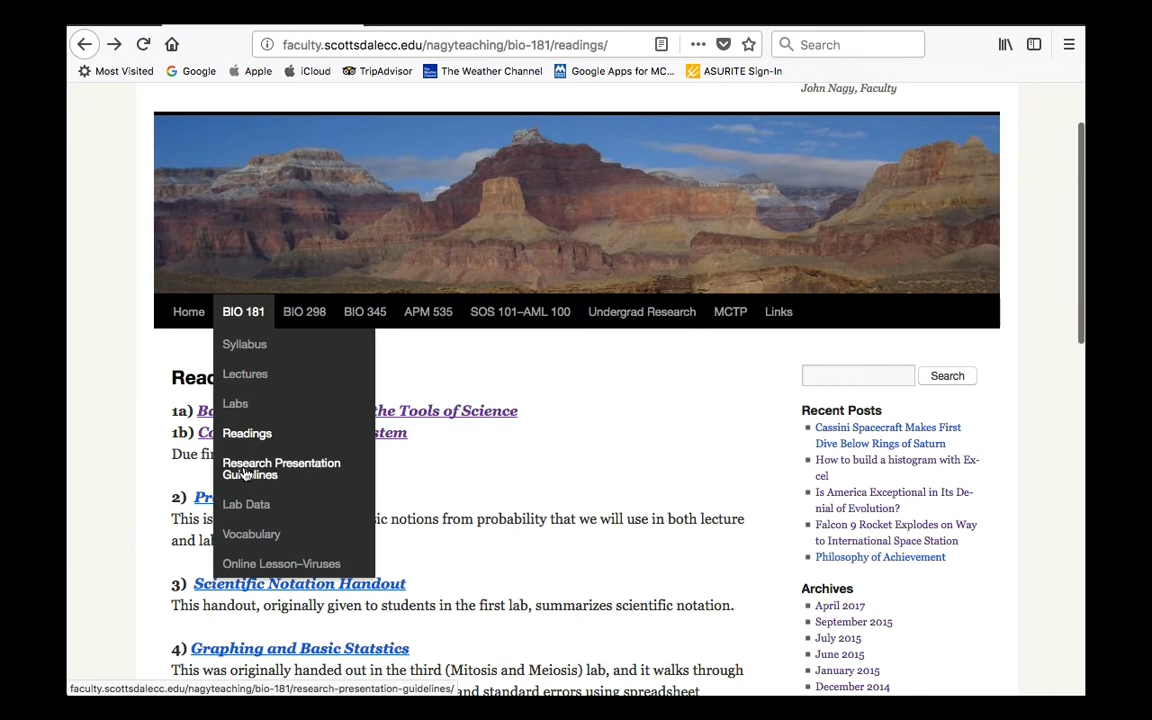 faculty.scottsdalecc.edu/nagyteaching/bio-181/readings/
Search
Most Visited
Google
Apple
iCloud
TripAdvisor
The Weather Channel
Google Apps for MC...
ASURITE Sign-In
John Nagy, Faculty
Home
BIO 181
BIO 298
BIO 345
APM 535
SOS 101–AML 100
Undergrad Research
MCTP
Links
Syllabus
Lectures
Labs
Readings
Research Presentation
Guidelines
Lab Data
Vocabulary
Online Lesson–Viruses
1a) the Tools of Science
1b)
Due
2)
This is notions from probability that we will use in both lecture
and
3) Scientific Notation Handout
This handout, originally given to students in the first lab, summarizes scientific notation.
4) Graphing and Basic Statstics
This was originally handed out in the third (Mitosis and Meiosis) lab, and it walks through
and standard errors using spreadsheet
Search
Recent Posts
Cassini Spacecraft Makes First
Dive Below Rings of Saturn
How to build a histogram with Ex-
cel
Is America Exceptional in Its De-
nial of Evolution?
Falcon 9 Rocket Explodes on Way
to International Space Station
Philosophy of Achievement
Archives
April 2017
September 2015
July 2015
June 2015
January 2015
December 2014
faculty.scottsdalecc.edu/nagyteaching/bio-181/research-presentation-guidelines/